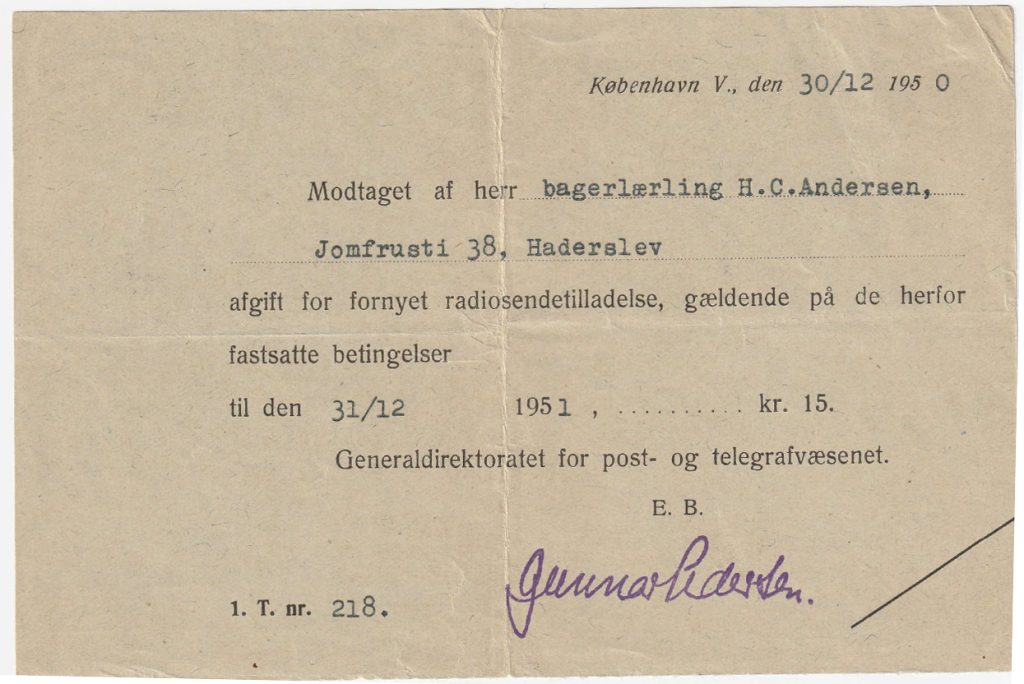 København V., den 30/12 1950
Modtaget af herr bagerlærling H.C.Andersen,
Jomfrusti 38, Haderslev
afgift for fornyet radiosendetilladelse, gældende på de herfor
fastsatte betingelser
til den 31/12 1951 , .......... kr. 15.
Generaldirektoratet for post- og telegrafvæsenet.
E. B.
Gunnar Pedersen.
1. T. nr. 218.